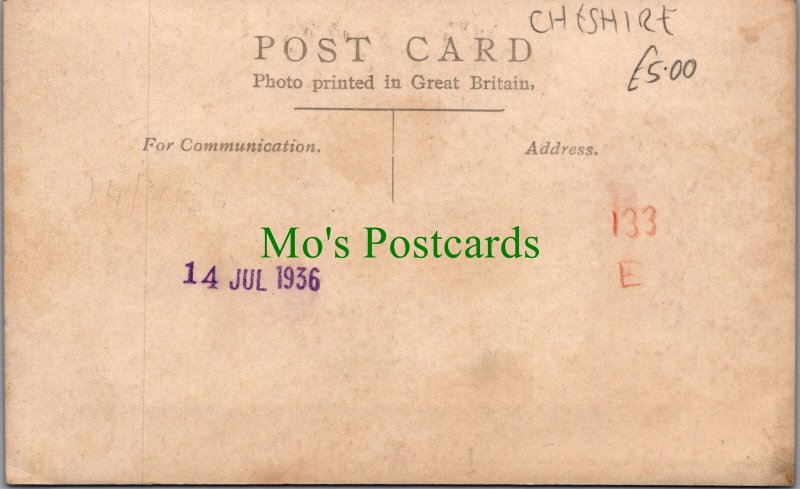 CHESHIRE
POST CARD
£5.00
Photo printed in Great Britain,
For Communication.
Address.
133
Mo's Postcards
E
14 JUL 1936